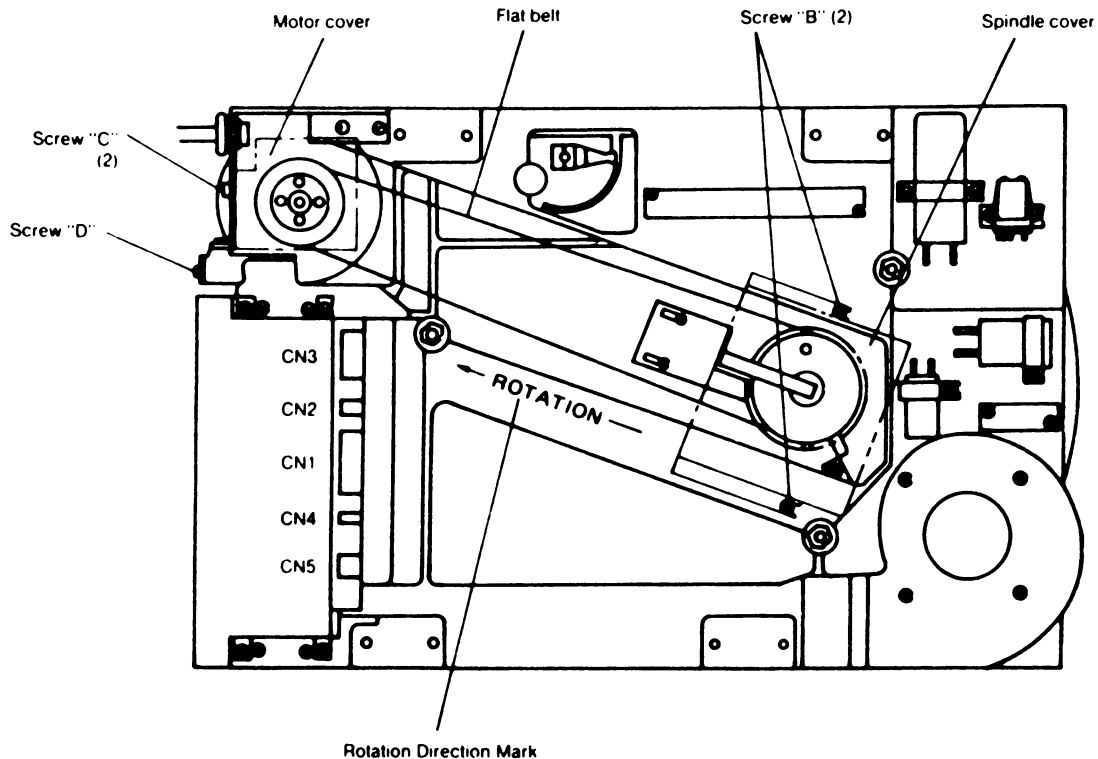 Motor cover
Flat belt
Screw "B" (2)
Spindle cover
Screw "C"
(2)
Screw "D"
CN3
CN2
CN1
CN4
CN5
ROTATION
Rotation Direction Mark